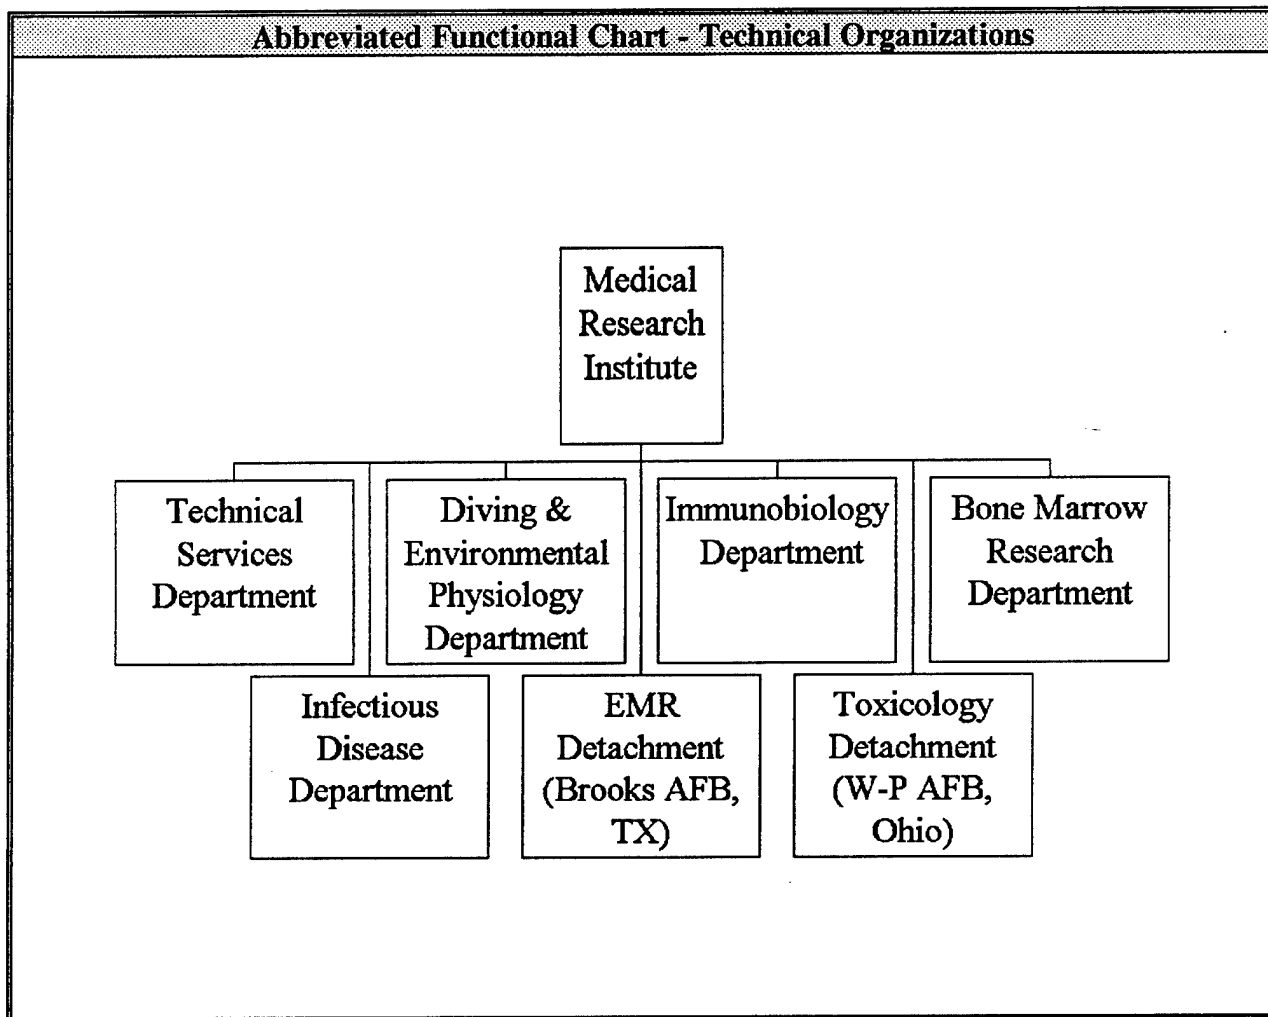 Abbreviated Functional Chart - Technical Organizations
Medical
Research
Institute
Technical
Services
Department
Diving &
Environmental
Physiology
Department
Immunobiology
Department
Bone Marrow
Research
Department
Infectious
Disease
Department
EMR
Detachment
(Brooks AFB,
TX)
Toxicology
Detachment
(W-P AFB,
Ohio)